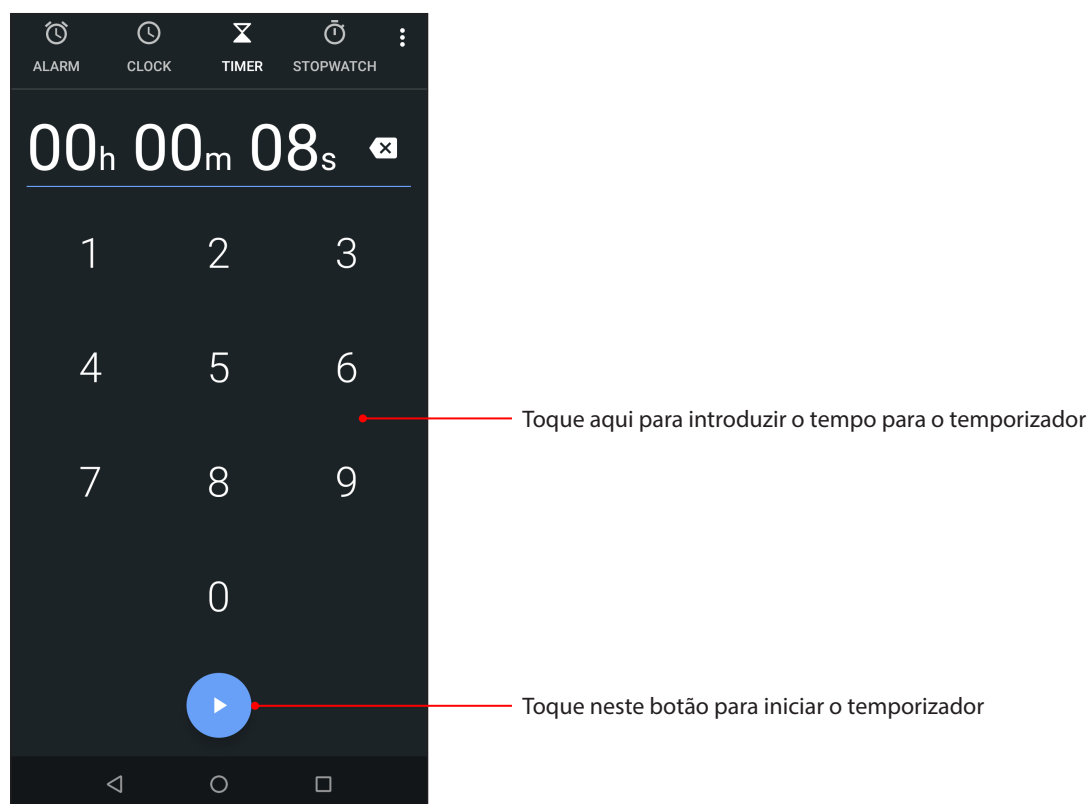 ALARM CLOCK TIMER STOPWATCH
00h 00m 08s
1 2 3
4 5 6
Toque aqui para introduzir o tempo para o temporizador
7 8 9
0
Toque neste botão para iniciar o temporizador